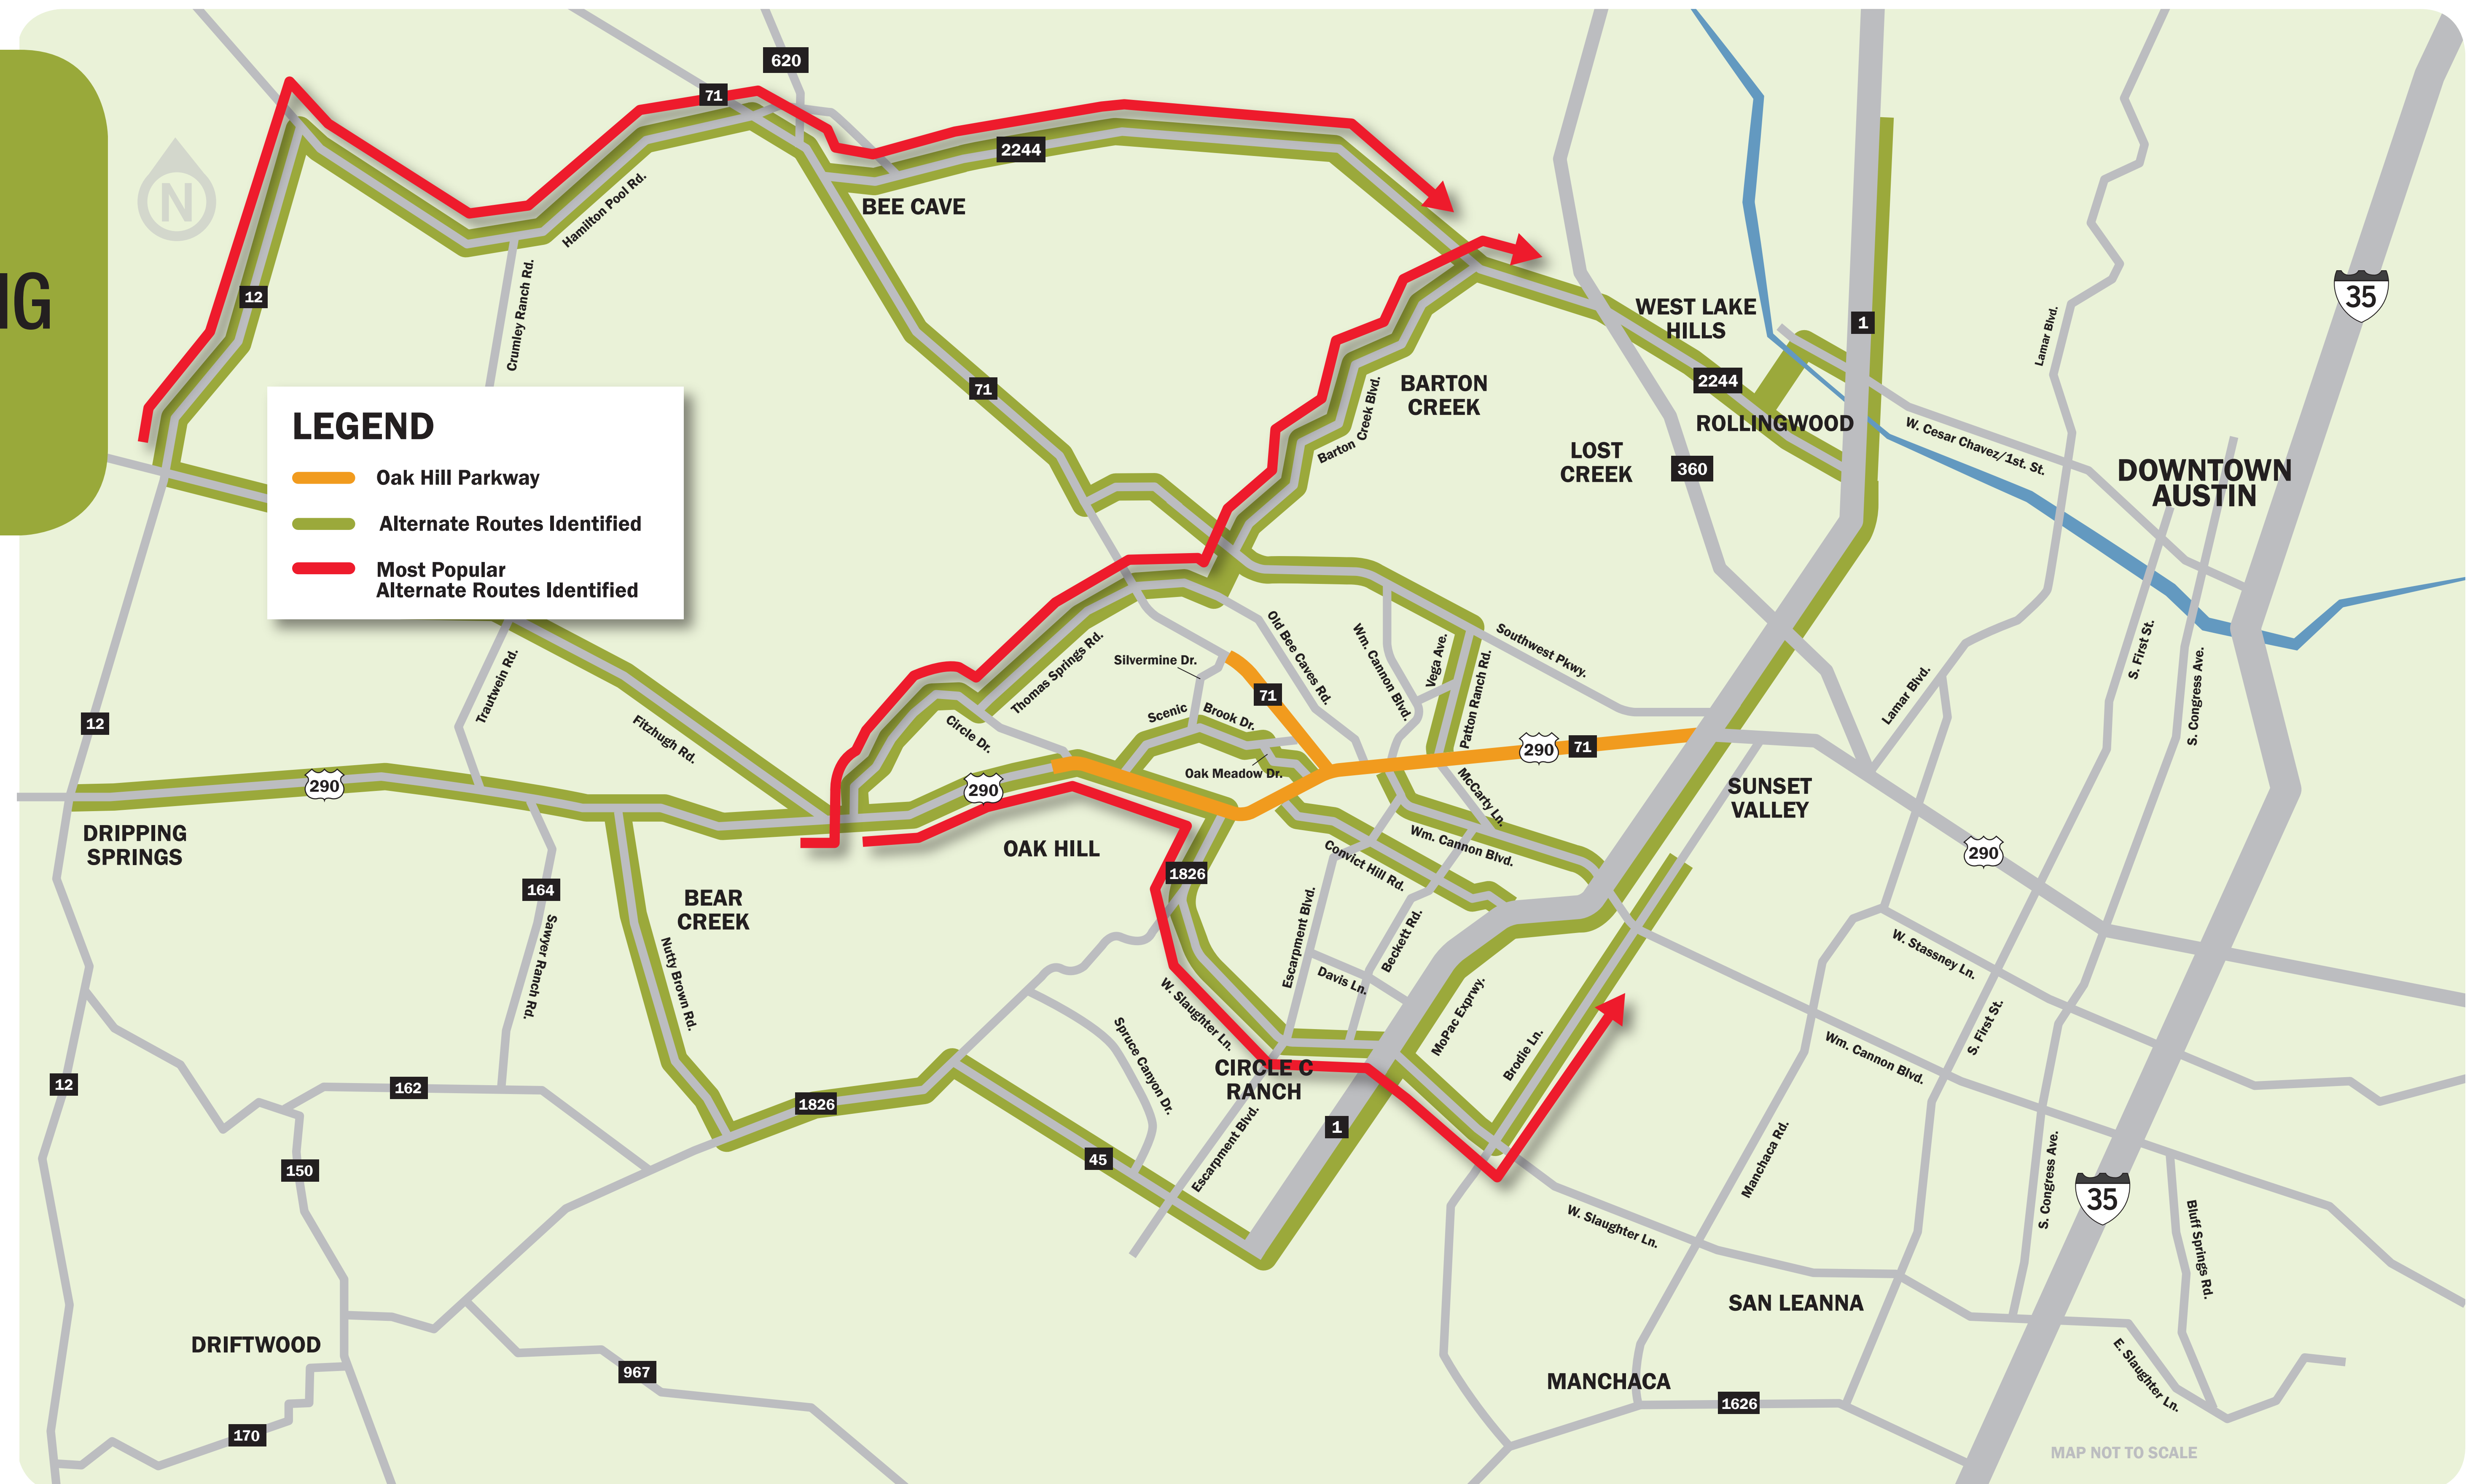 620
71
2244
BEE CAVE
Hamilton Pool Rd.
N
IG
12
Crumley Ranch Rd.
WEST LAKE
HILLS
1
35
Lamar Blvd.
71
BARTON
CREEK
2244
ROLLINGWOOD
Barton Creek Blvd.
LOST
CREEK
360
W. Cesar Chavez/1st. St.
DOWNTOWN
AUSTIN
LEGEND
Oak Hill Parkway
Alternate Routes Identified
Most Popular
Alternate Routes Identified
12
Trautwein Rd.
Fitzhugh Rd.
Circle Dr.
Thomas Springs Rd.
Silvermine Dr.
71
Old Bee Caves Rd.
Wm. Cannon Blvd.
Vega Ave.
Patton Ranch Rd.
Southwest Pkwy.
Scenic Brook Dr.
Oak Meadow Dr.
290
71
Lamar Blvd.
S. First St.
S. Congress Ave.
290
290
DRIPPING
SPRINGS
OAK HILL
McCarty Ln.
SUNSET
VALLEY
Wm. Cannon Blvd.
Convict Hill Rd.
290
1826
164
BEAR
CREEK
Sawyer Ranch Rd.
Nutty Brown Rd.
Escarpment Blvd.
Beckett Rd.
Davis Ln.
W. Slaughter Ln.
MoPac Exprwy.
Brodie Ln.
W. Stassney Ln.
S. First St.
Wm. Cannon Blvd.
Spruce Canyon Dr.
CIRCLE C
RANCH
12
162
1826
1
45
Escarpment Blvd.
150
Manchaca Rd.
S. Congress Ave.
35
Bluff Springs Rd.
W. Slaughter Ln.
SAN LEANNA
DRIFTWOOD
967
MANCHACA
1626
E. Slaughter Ln.
170
MAP NOT TO SCALE